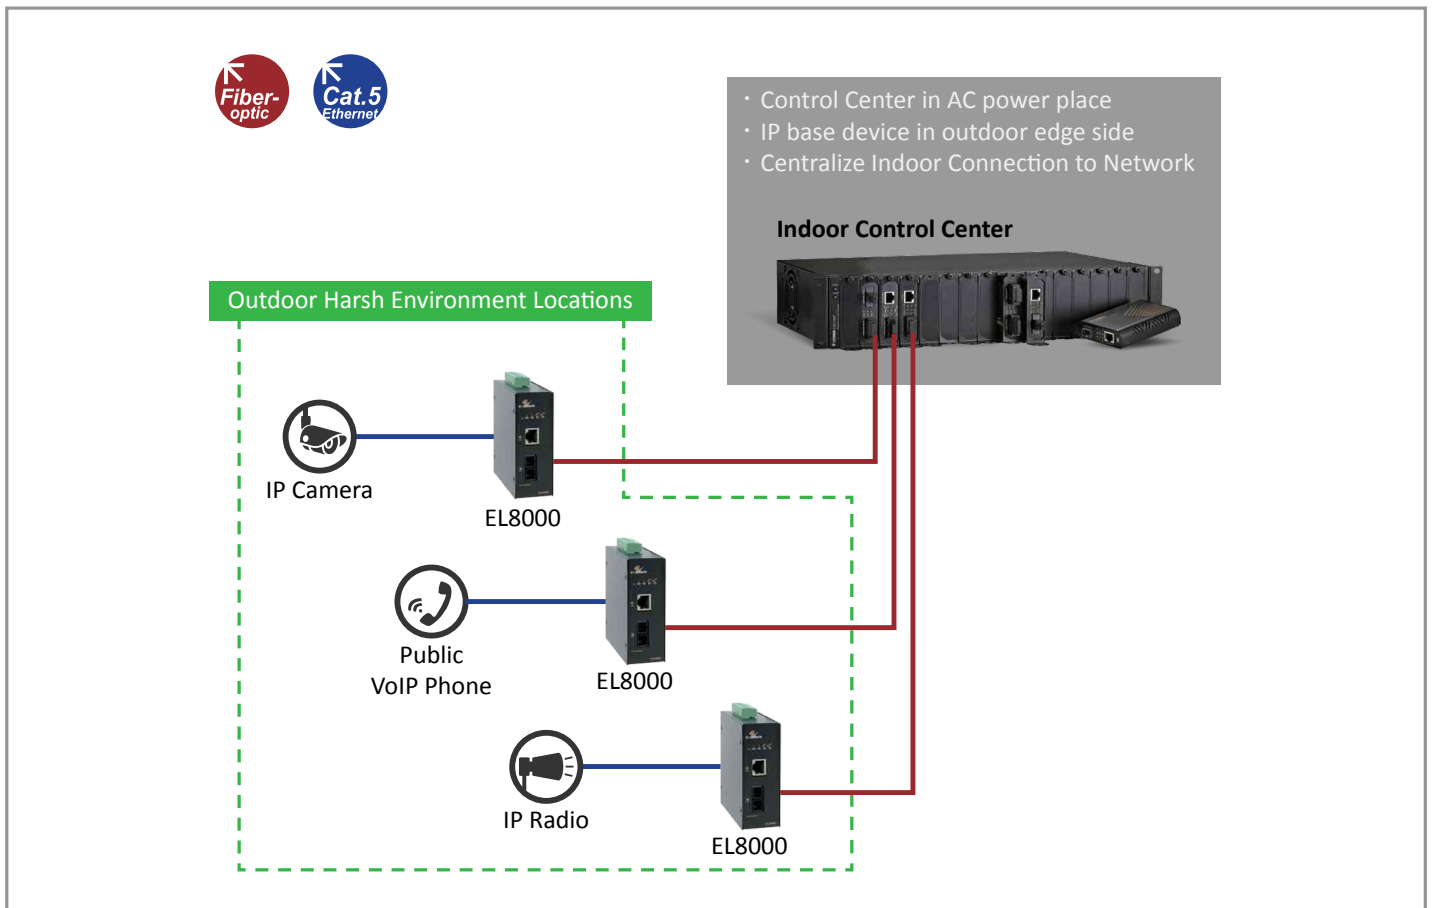 Fiber-
optic
Cat.5
Ethernet
· Control Center in AC power place
· IP base device in outdoor edge side
· Centralize Indoor Connection to Network
Indoor Control Center
Outdoor Harsh Environment Locations
IP Camera
EL8000
Public
VoIP Phone
EL8000
IP Radio
EL8000